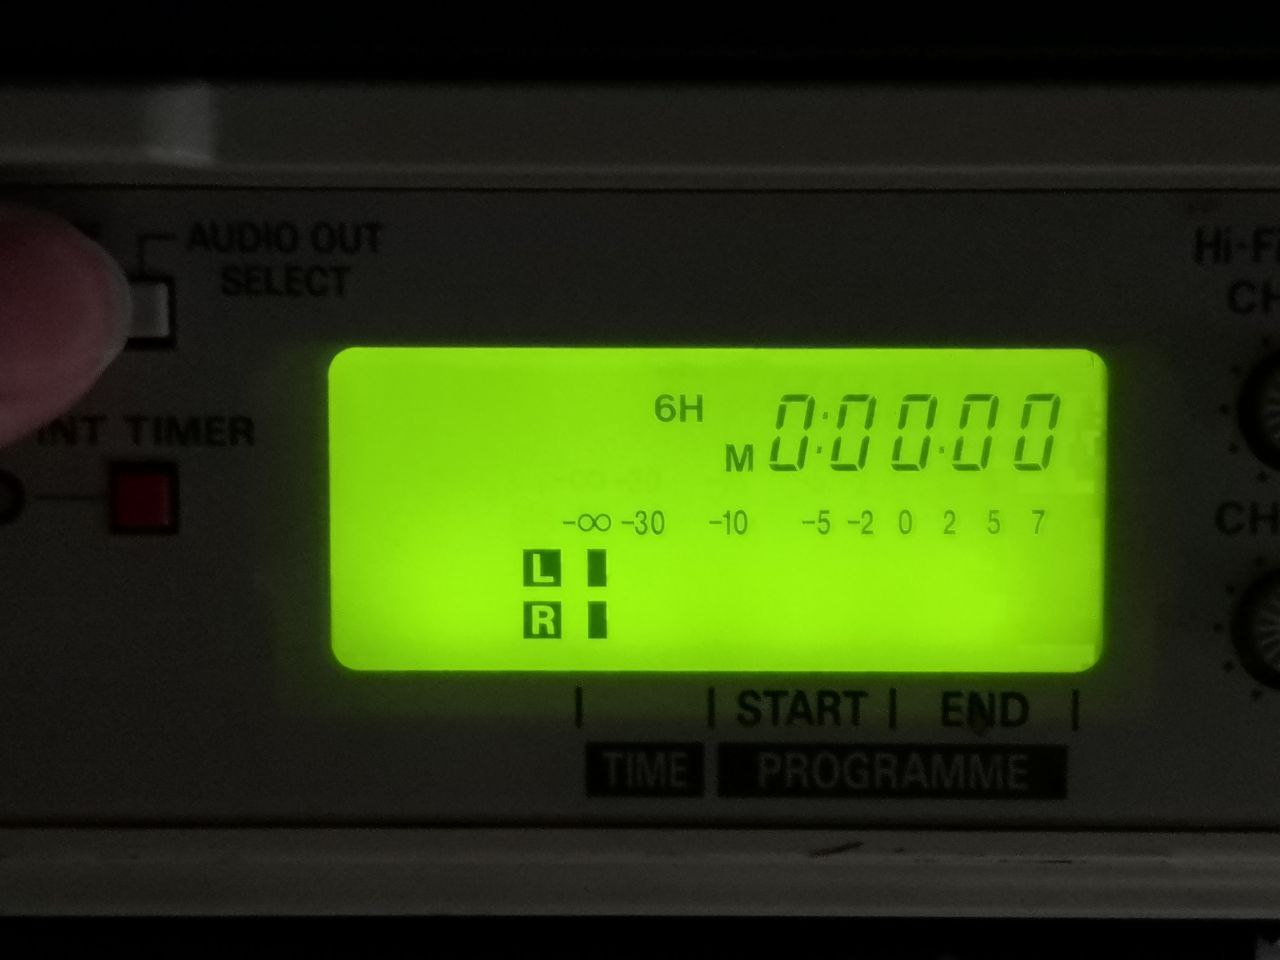 AUDIO OUT
SELECT
Hi-F
CH
INT TIMER
6H
M 0:00:00
-∞ -30 -10 -5 -2 0 2 5 7
CH
L
R
START END
TIME PROGRAMME